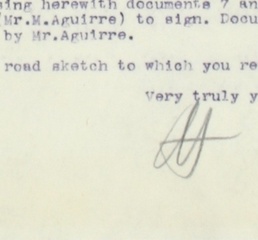 ing herewith documents 7 an
(Mr.M.Aguirre) to sign. Docu
by Mr.Aguirre.
road sketch to which you re
Very truly y